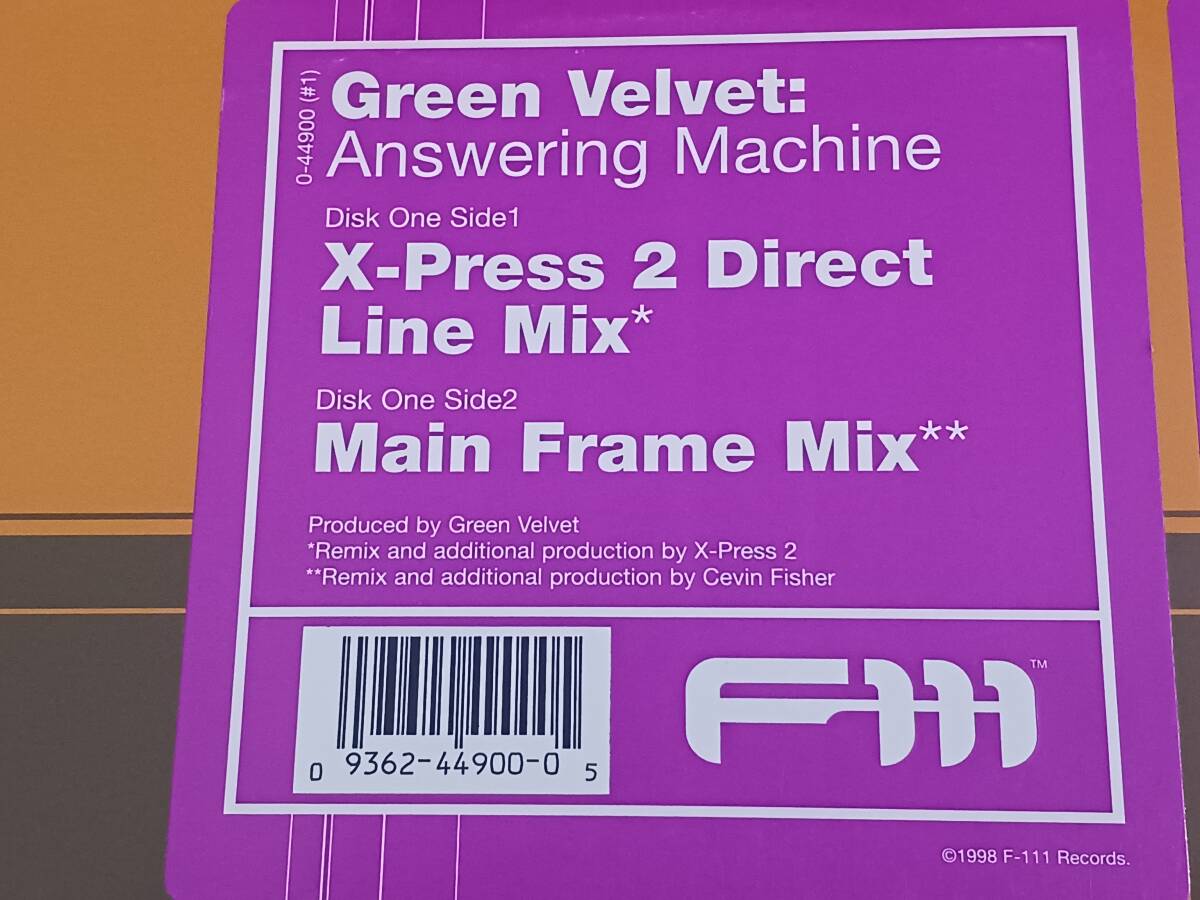 0-44900 (#1)
Green Velvet:
Answering Machine
Disk One Side1
X-Press 2 Direct
Line Mix*
Disk One Side2
Main Frame Mix**
Produced by Green Velvet
*Remix and additional production by X-Press 2
**Remix and additional production by Cevin Fisher
0 9362-44900-0 5
F-111™
©1998 F-111 Records.